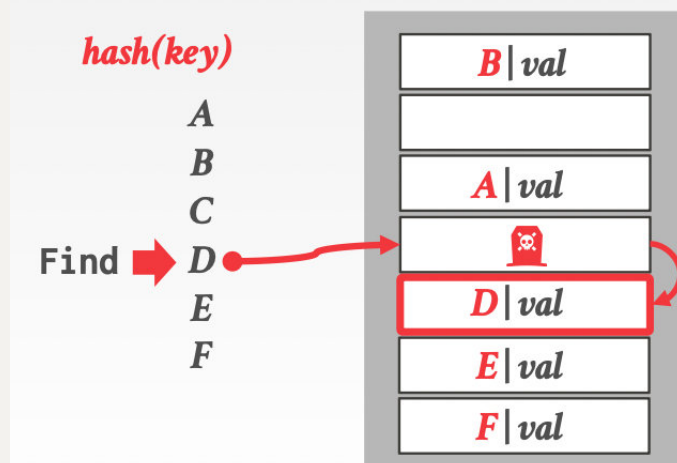 hash(key)
A
B
C
Find D
E
F
B|val
A|val
D|val
E|val
F|val